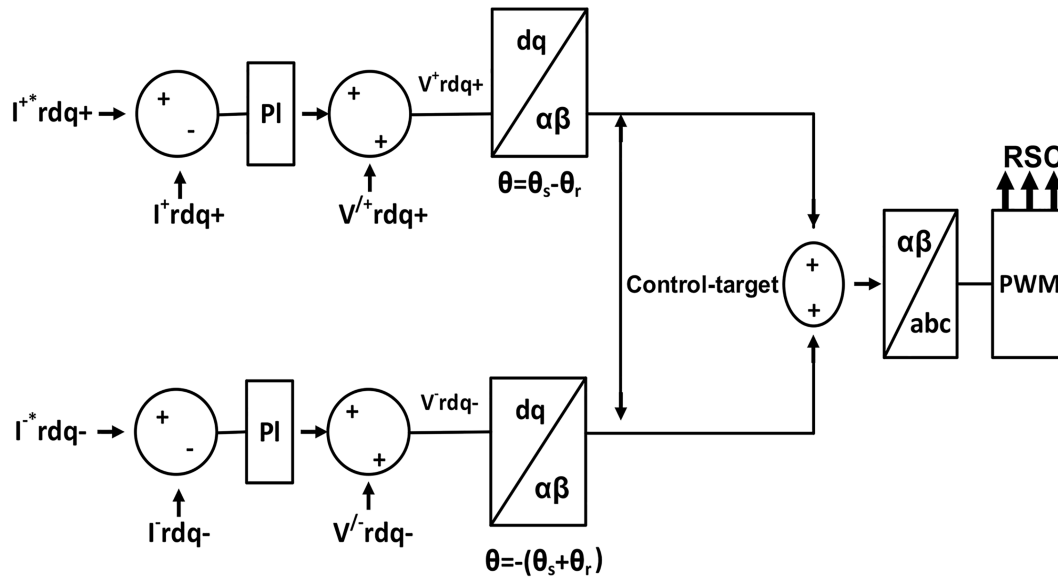 I⁺*rdq+
+
-
PI
+
+
V⁺rdq+
dq
αβ
I⁺rdq+
V/⁺rdq+
θ=θₛ-θᵣ
RSC
Control-target
+
+
αβ
abc
PWM
I⁻*rdq-
+
-
PI
+
+
V⁻rdq-
dq
αβ
I⁻rdq-
V/⁻rdq-
θ=-(θₛ+θᵣ)